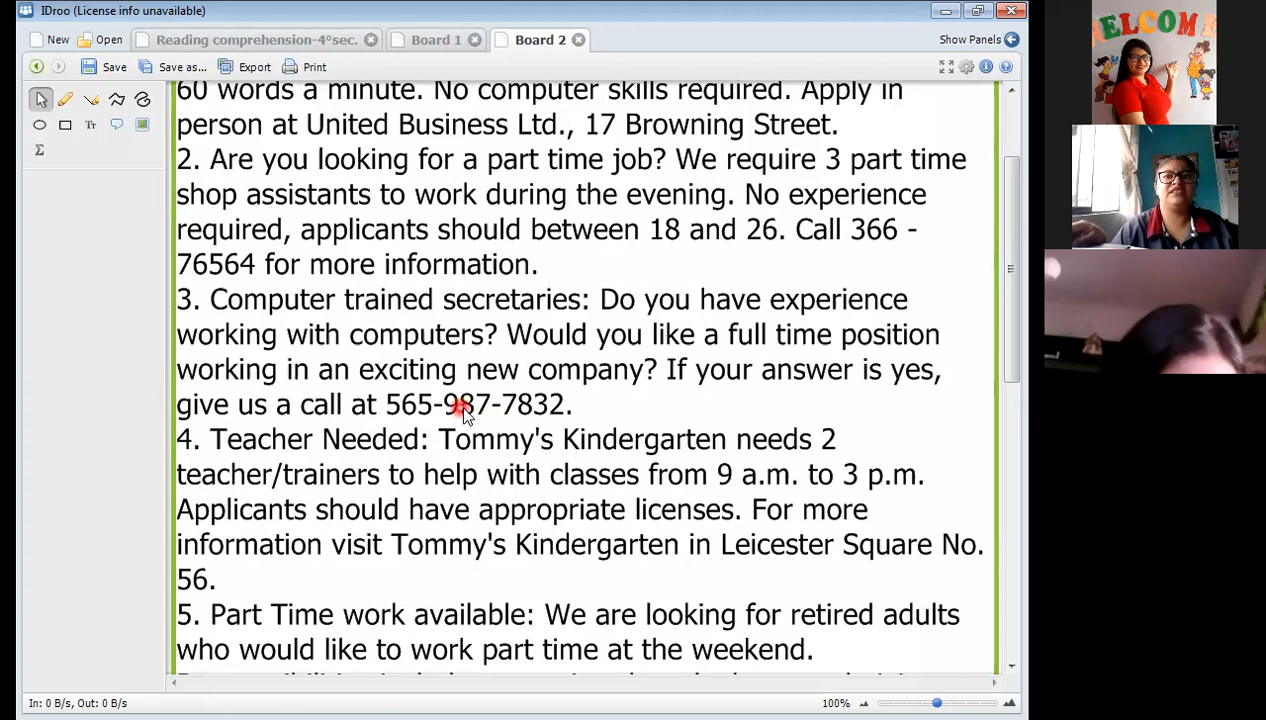 IDroo (License info unavailable)
New Open Reading comprehension-4°sec. Board 1 Board 2 Show Panels
Save Save as... Export Print
60 words a minute. No computer skills required. Apply in
person at United Business Ltd., 17 Browning Street.
2. Are you looking for a part time job? We require 3 part time
shop assistants to work during the evening. No experience
required, applicants should between 18 and 26. Call 366 -
76564 for more information.
3. Computer trained secretaries: Do you have experience
working with computers? Would you like a full time position
working in an exciting new company? If your answer is yes,
give us a call at 565-987-7832.
4. Teacher Needed: Tommy's Kindergarten needs 2
teacher/trainers to help with classes from 9 a.m. to 3 p.m.
Applicants should have appropriate licenses. For more
information visit Tommy's Kindergarten in Leicester Square No.
56.
5. Part Time work available: We are looking for retired adults
who would like to work part time at the weekend.
In: 0 B/s, Out: 0 B/s 100%
WELCOME